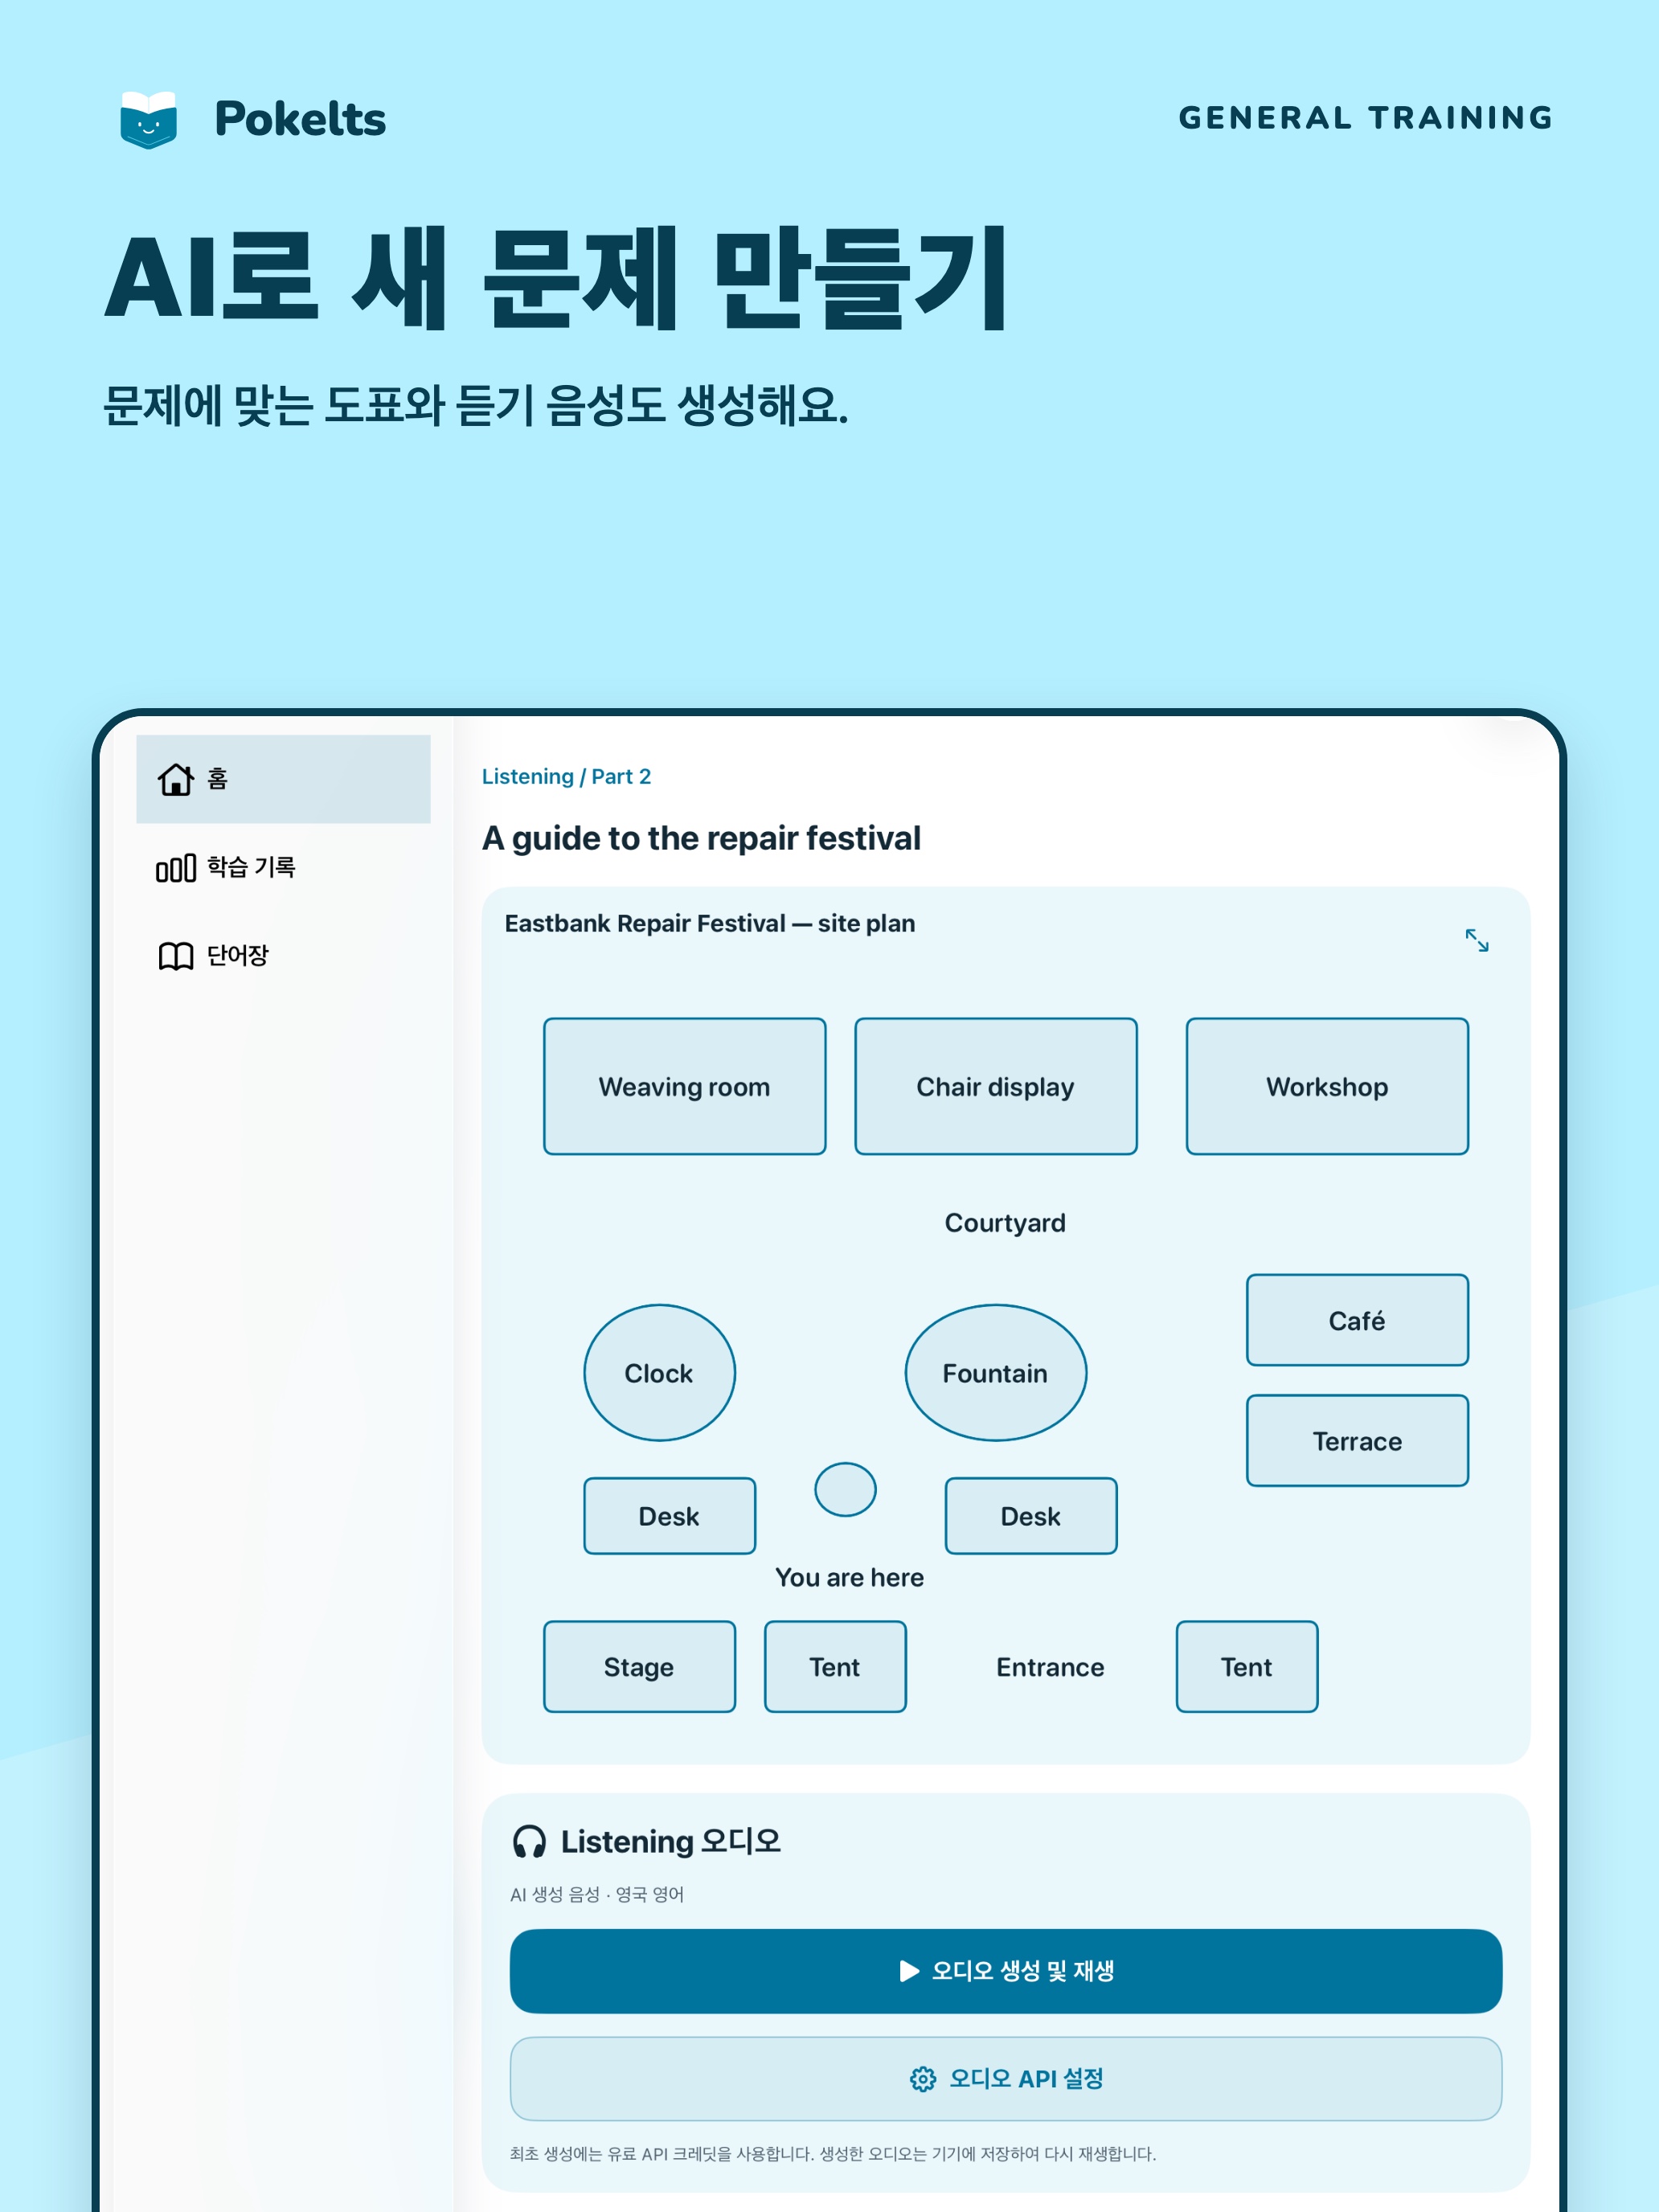 Pokelts
GENERAL TRAINING
AI로 새 문제 만들기
문제에 맞는 도표와 듣기 음성도 생성해요.
홈
학습 기록
단어장
Listening / Part 2
A guide to the repair festival
Eastbank Repair Festival — site plan
Weaving room
Chair display
Workshop
Courtyard
Café
Clock
Fountain
Terrace
Desk
Desk
You are here
Stage
Tent
Entrance
Tent
Listening 오디오
AI 생성 음성 · 영국 영어
오디오 생성 및 재생
오디오 API 설정
최초 생성에는 유료 API 크레딧을 사용합니다. 생성한 오디오는 기기에 저장하여 다시 재생합니다.